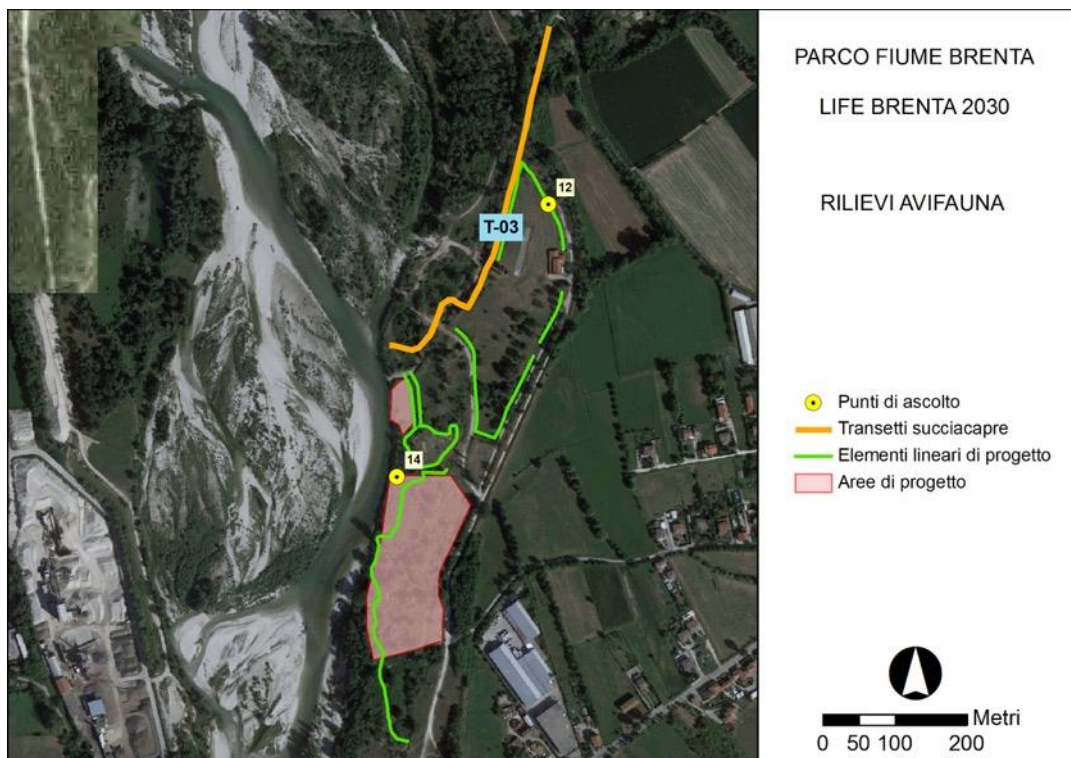 PARCO FIUME BRENTA
LIFE BRENTA 2030
RILIEVI AVIFAUNA
12
T-03
14
Punti di ascolto
Transetti succiacapre
Elementi lineari di progetto
Aree di progetto
Metri
0 50 100 200